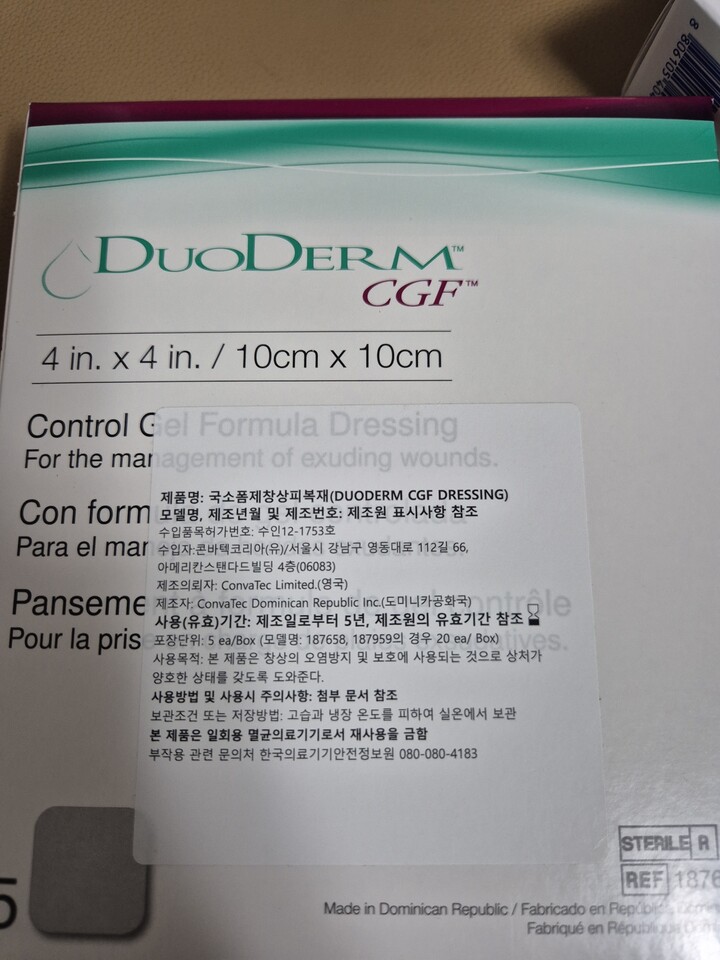 DUODERM™
CGF™
4 in. x 4 in. / 10cm x 10cm
Control Gel Formula Dressing
For the management of exuding wounds.
Con form
Para el man
Panseme
Pour la prise
제품명: 국소폼제창상피복재(DUODERM CGF DRESSING)
모델명, 제조년월 및 제조번호: 제조원 표시사항 참조
수입품목허가번호: 수인12-1753호
수입자:콘바텍코리아(유)/서울시 강남구 영동대로 112길 66,
아메리칸스탠다드빌딩 4층(06083)
제조의뢰자: ConvaTec Limited.(영국)
제조자: ConvaTec Dominican Republic Inc.(도미니카공화국)
사용(유효)기간: 제조일로부터 5년, 제조원의 유효기간 참조
포장단위: 5 ea/Box (모델명: 187658, 187959의 경우 20 ea/ Box)
사용목적: 본 제품은 창상의 오염방지 및 보호에 사용되는 것으로 상처가
양호한 상태를 갖도록 도와준다.
사용방법 및 사용시 주의사항: 첨부 문서 참조
보관조건 또는 저장방법: 고습과 냉장 온도를 피하여 실온에서 보관
본 제품은 일회용 멸균의료기기로서 재사용을 금함
부작용 관련 문의처 한국의료기기안전정보원 080-080-4183
5
STERILE R
REF 1876
Made in Dominican Republic / Fabricado en República
Fabriqué en République